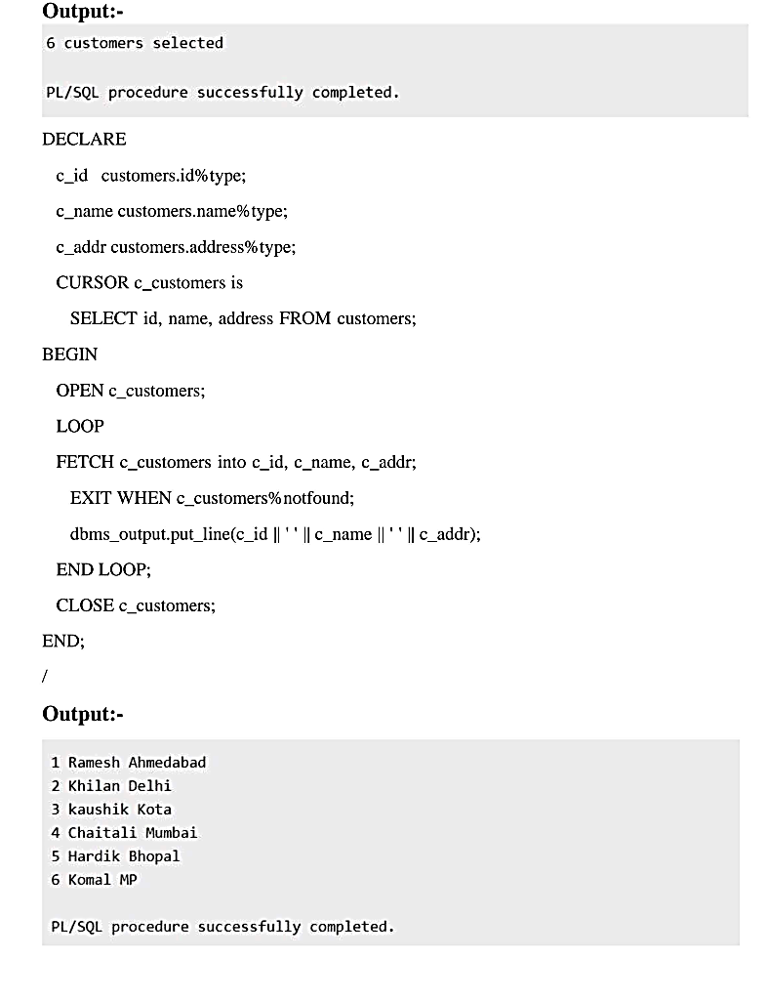 Output:-
6 customers selected
PL/SQL procedure successfully completed.
DECLARE
c_id customers.id%type;
c_name customers.name%type;
c_addr customers.address%type;
CURSOR c_customers is
SELECT id, name, address FROM customers;
BEGIN
OPEN c_customers;
LOOP
FETCH c_customers into c_id, c_name, c_addr;
EXIT WHEN c_customers%notfound;
dbms_output.put_line(c_id || ' ' || c_name || ' ' || c_addr);
END LOOP;
CLOSE c_customers;
END;
/
Output:-
1 Ramesh Ahmedabad
2 Khilan Delhi
3 kaushik Kota
4 Chaitali Mumbai
5 Hardik Bhopal
6 Komal MP
PL/SQL procedure successfully completed.